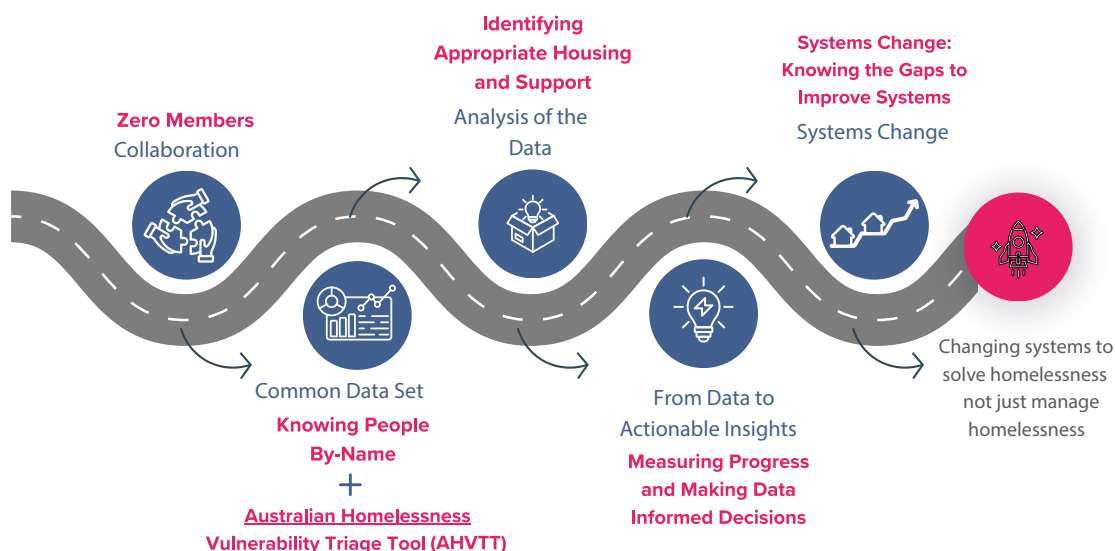 Zero Members
Collaboration
Common Data Set
Knowing People
By-Name
+
Australian Homelessness
Vulnerability Triage Tool (AHVTT)
Identifying
Appropriate Housing
and Support
Analysis of the
Data
From Data to
Actionable Insights
Measuring Progress
and Making Data
Informed Decisions
Systems Change:
Knowing the Gaps to
Improve Systems
Systems Change
Changing systems to
solve homelessness
not just manage
homelessness